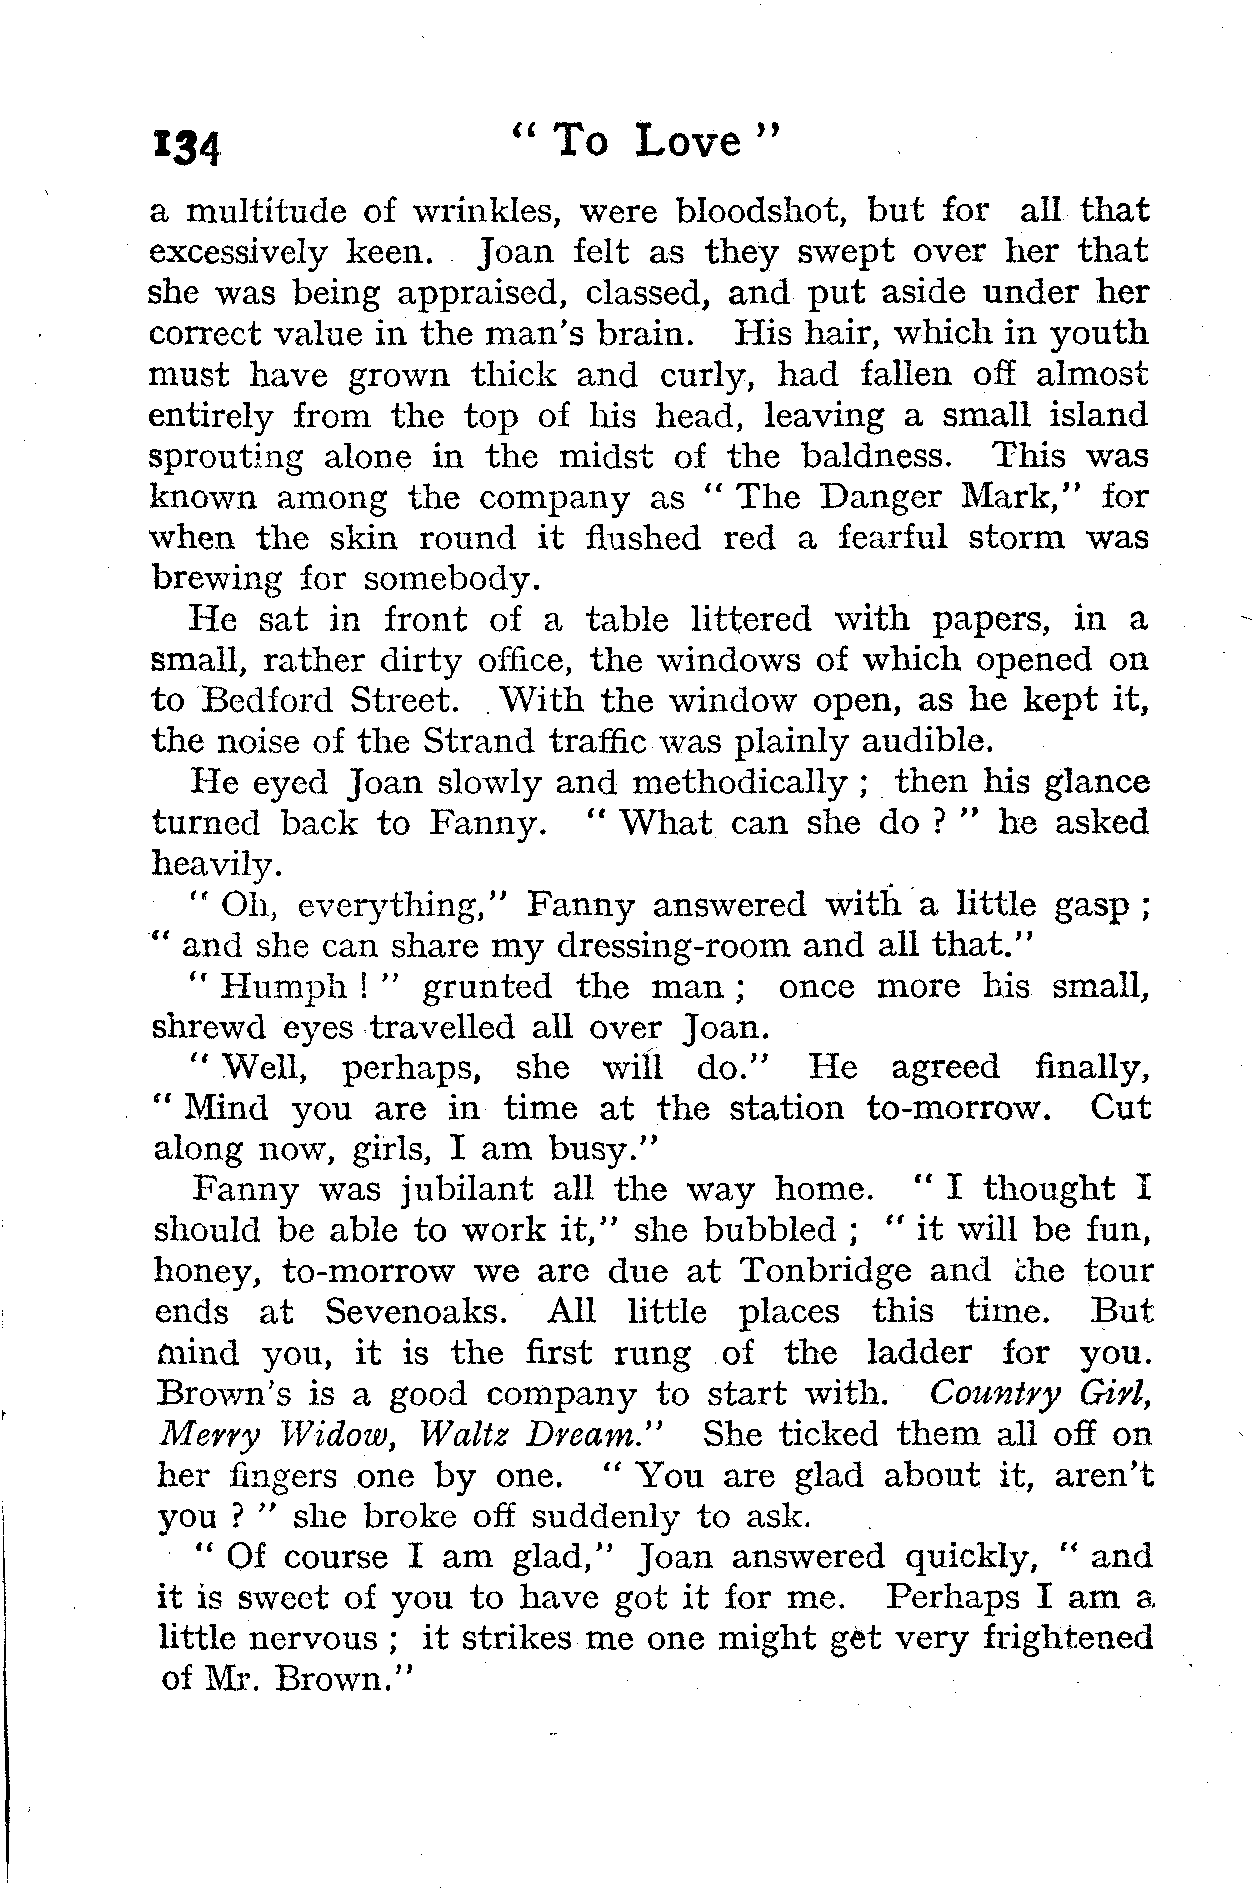 134 " To Love "
a multitude of wrinkles, were bloodshot, but for all that
excessively keen. Joan felt as they swept over her that
she was being appraised, classed, and put aside under her
correct value in the man's brain. His hair, which in youth
must have grown thick and curly, had fallen off almost
entirely from the top of his head, leaving a small island
sprouting alone in the midst of the baldness. This was
known among the company as " The Danger Mark," for
when the skin round it flushed red a fearful storm was
brewing for somebody.
He sat in front of a table littered with papers, in a
small, rather dirty office, the windows of which opened on
to Bedford Street. With the window open, as he kept it,
the noise of the Strand traffic was plainly audible.
He eyed Joan slowly and methodically ; then his glance
turned back to Fanny. " What can she do ? " he asked
heavily.
" Oh, everything," Fanny answered with a little gasp ;
" and she can share my dressing-room and all that."
" Humph ! " grunted the man ; once more his small,
shrewd eyes travelled all over Joan.
" Well, perhaps, she will do." He agreed finally,
" Mind you are in time at the station to-morrow. Cut
along now, girls, I am busy."
Fanny was jubilant all the way home. " I thought I
should be able to work it," she bubbled ; " it will be fun,
honey, to-morrow we are due at Tonbridge and the tour
ends at Sevenoaks. All little places this time. But
mind you, it is the first rung of the ladder for you.
Brown's is a good company to start with. Country Girl,
Merry Widow, Waltz Dream." She ticked them all off on
her fingers one by one. " You are glad about it, aren't
you ? " she broke off suddenly to ask.
" Of course I am glad," Joan answered quickly, " and
it is sweet of you to have got it for me. Perhaps I am a
little nervous ; it strikes me one might get very frightened
of Mr. Brown."